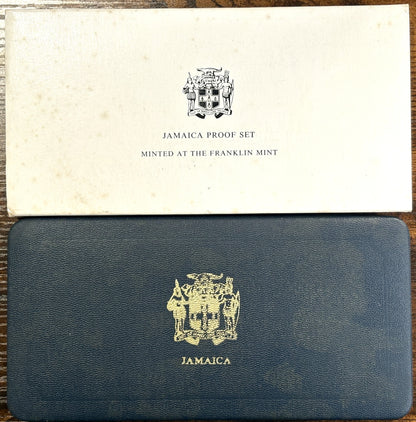 JAMAICA PROOF SET
MINTED AT THE FRANKLIN MINT
JAMAICA